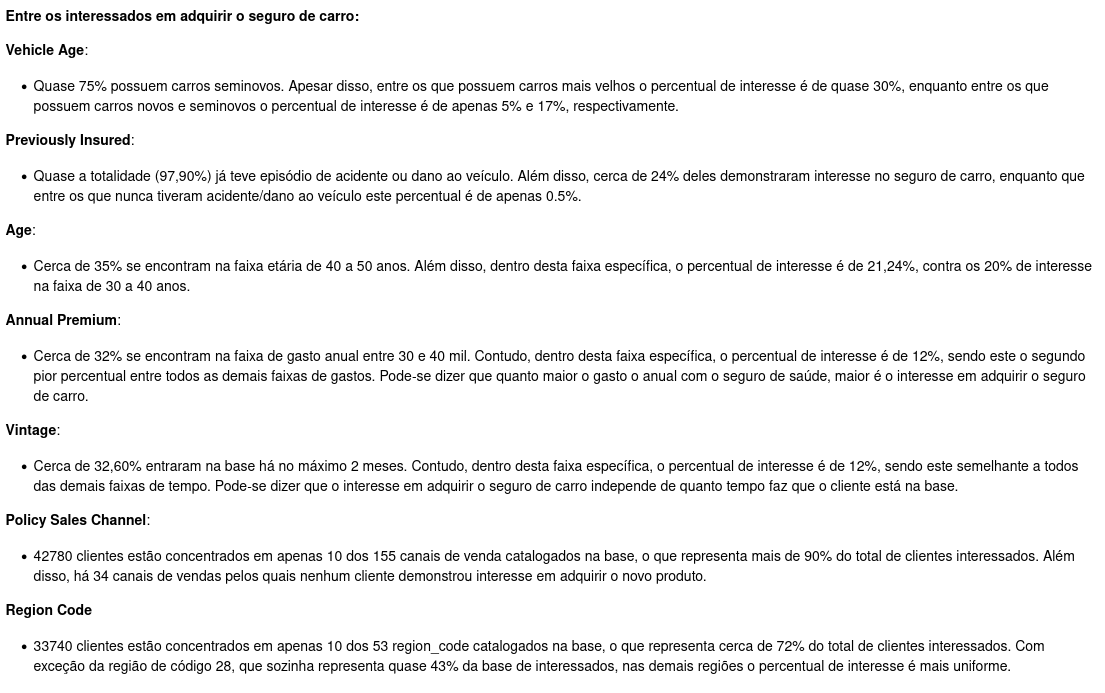 Entre os interessados em adquirir o seguro de carro:
Vehicle Age:
• Quase 75% possuem carros seminovos. Apesar disso, entre os que possuem carros mais velhos o percentual de interesse é de quase 30%, enquanto entre os que
possuem carros novos e seminovos o percentual de interesse é de apenas 5% e 17%, respectivamente.
Previously Insured:
• Quase a totalidade (97,90%) já teve episódio de acidente ou dano ao veículo. Além disso, cerca de 24% deles demonstraram interesse no seguro de carro, enquanto que
entre os que nunca tiveram acidente/dano ao veículo este percentual é de apenas 0.5%.
Age:
• Cerca de 35% se encontram na faixa etária de 40 a 50 anos. Além disso, dentro desta faixa específica, o percentual de interesse é de 21,24%, contra os 20% de interesse
na faixa de 30 a 40 anos.
Annual Premium:
• Cerca de 32% se encontram na faixa de gasto anual entre 30 e 40 mil. Contudo, dentro desta faixa específica, o percentual de interesse é de 12%, sendo este o segundo
pior percentual entre todos as demais faixas de gastos. Pode-se dizer que quanto maior o gasto o anual com o seguro de saúde, maior é o interesse em adquirir o seguro
de carro.
Vintage:
• Cerca de 32,60% entraram na base há no máximo 2 meses. Contudo, dentro desta faixa específica, o percentual de interesse é de 12%, sendo este semelhante a todos
das demais faixas de tempo. Pode-se dizer que o interesse em adquirir o seguro de carro independe de quanto tempo faz que o cliente está na base.
Policy Sales Channel:
• 42780 clientes estão concentrados em apenas 10 dos 155 canais de venda catalogados na base, o que representa mais de 90% do total de clientes interessados. Além
disso, há 34 canais de vendas pelos quais nenhum cliente demonstrou interesse em adquirir o novo produto.
Region Code
• 33740 clientes estão concentrados em apenas 10 dos 53 region_code catalogados na base, o que representa cerca de 72% do total de clientes interessados. Com
exceção da região de código 28, que sozinha representa quase 43% da base de interessados, nas demais regiões o percentual de interesse é mais uniforme.